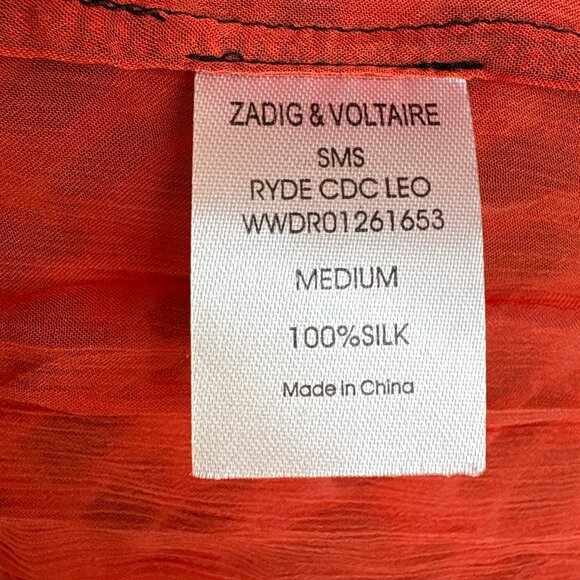 ZADIG & VOLTAIRE
SMS
RYDE CDC LEO
WWDR01261653
MEDIUM
100%SILK
Made in China